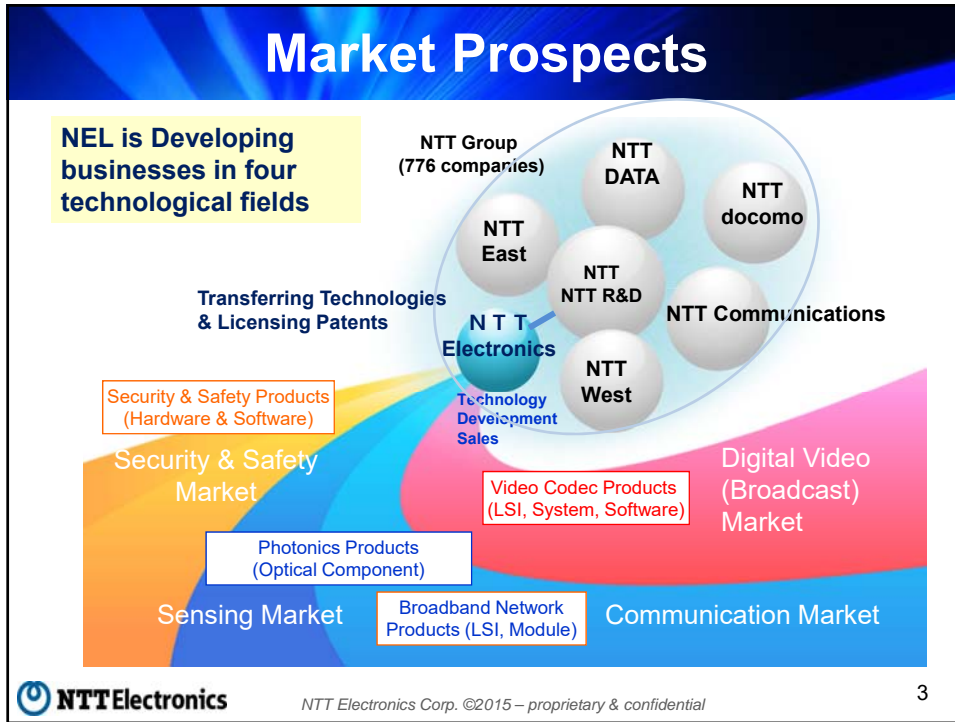 Market Prospects
NEL is Developing
businesses in four
technological fields
NTT Group
(776 companies)
NTT
DATA
NTT
docomo
NTT
East
NTT
NTT R&D
NTT Communications
Transferring Technologies
& Licensing Patents
ＮＴＴ
Electronics
NTT
West
Technology
Development
Sales
Security & Safety Products
(Hardware & Software)
Security & Safety
Market
Video Codec Products
(LSI, System, Software)
Digital Video
(Broadcast)
Market
Photonics Products
(Optical Component)
Sensing Market
Broadband Network
Products (LSI, Module)
Communication Market
NTT Electronics
NTT Electronics Corp. ©2015 – proprietary & confidential
3